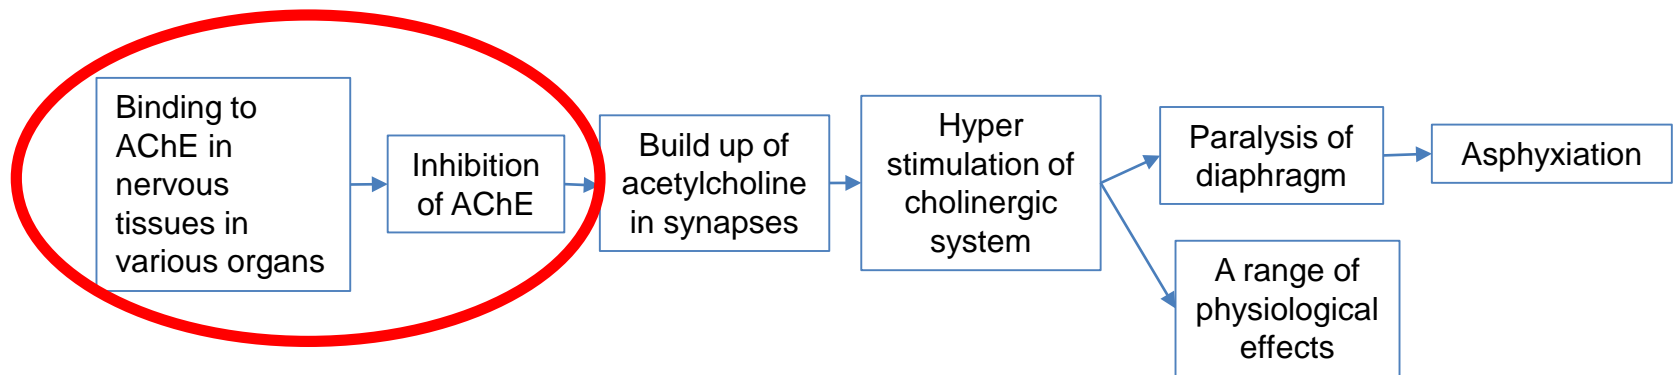 Binding to
AChE in
nervous
tissues in
various organs
Inhibition
of AChE
Build up of
acetylcholine
in synapses
Hyper
stimulation of
cholinergic
system
Paralysis of
diaphragm
Asphyxiation
A range of
physiological
effects